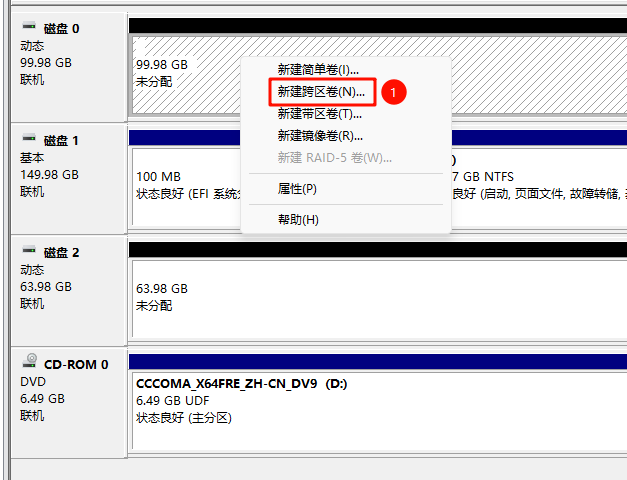 磁盘 0
动态
99.98 GB
联机
99.98 GB
未分配
新建简单卷(I)...
新建跨区卷(N)...
1
新建带区卷(T)...
新建镜像卷(R)...
新建 RAID-5 卷(W)...
属性(P)
帮助(H)
磁盘 1
基本
149.98 GB
联机
100 MB
状态良好 (EFI 系统
)
7 GB NTFS
良好 (启动, 页面文件, 故障转储,
磁盘 2
动态
63.98 GB
联机
63.98 GB
未分配
CD-ROM 0
DVD
6.49 GB
联机
CCCOMA_X64FRE_ZH-CN_DV9 (D:)
6.49 GB UDF
状态良好 (主分区)